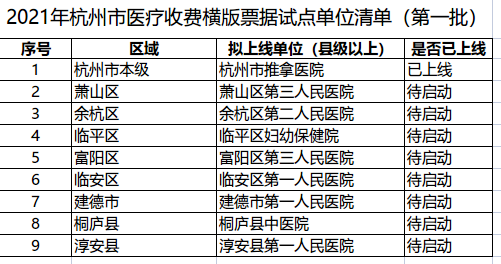 2021年杭州市医疗收费横版票据试点单位清单（第一批）
序号 区域 拟上线单位（县级以上） 是否已上线
1 杭州市本级 杭州市推拿医院 已上线
2 萧山区 萧山区第三人民医院 待启动
3 余杭区 余杭区第二人民医院 待启动
4 临平区 临平区妇幼保健院 待启动
5 富阳区 富阳区第三人民医院 待启动
6 临安区 临安区第一人民医院 待启动
7 建德市 建德市第一人民医院 待启动
8 桐庐县 桐庐县中医院 待启动
9 淳安县 淳安县第一人民医院 待启动